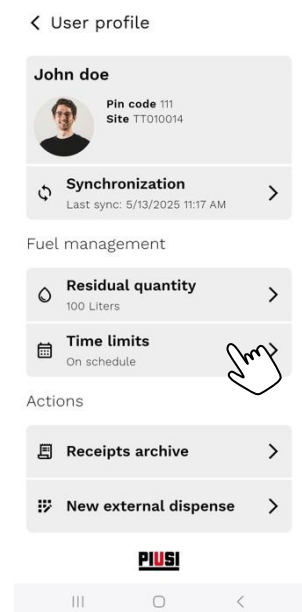 User profile
John doe
Pin code 111
Site TT010014
Synchronization
Last sync: 5/13/2025 11:17 AM
Fuel management
Residual quantity
100 Liters
Time limits
On schedule
Actions
Receipts archive
New external dispense
PIUSI